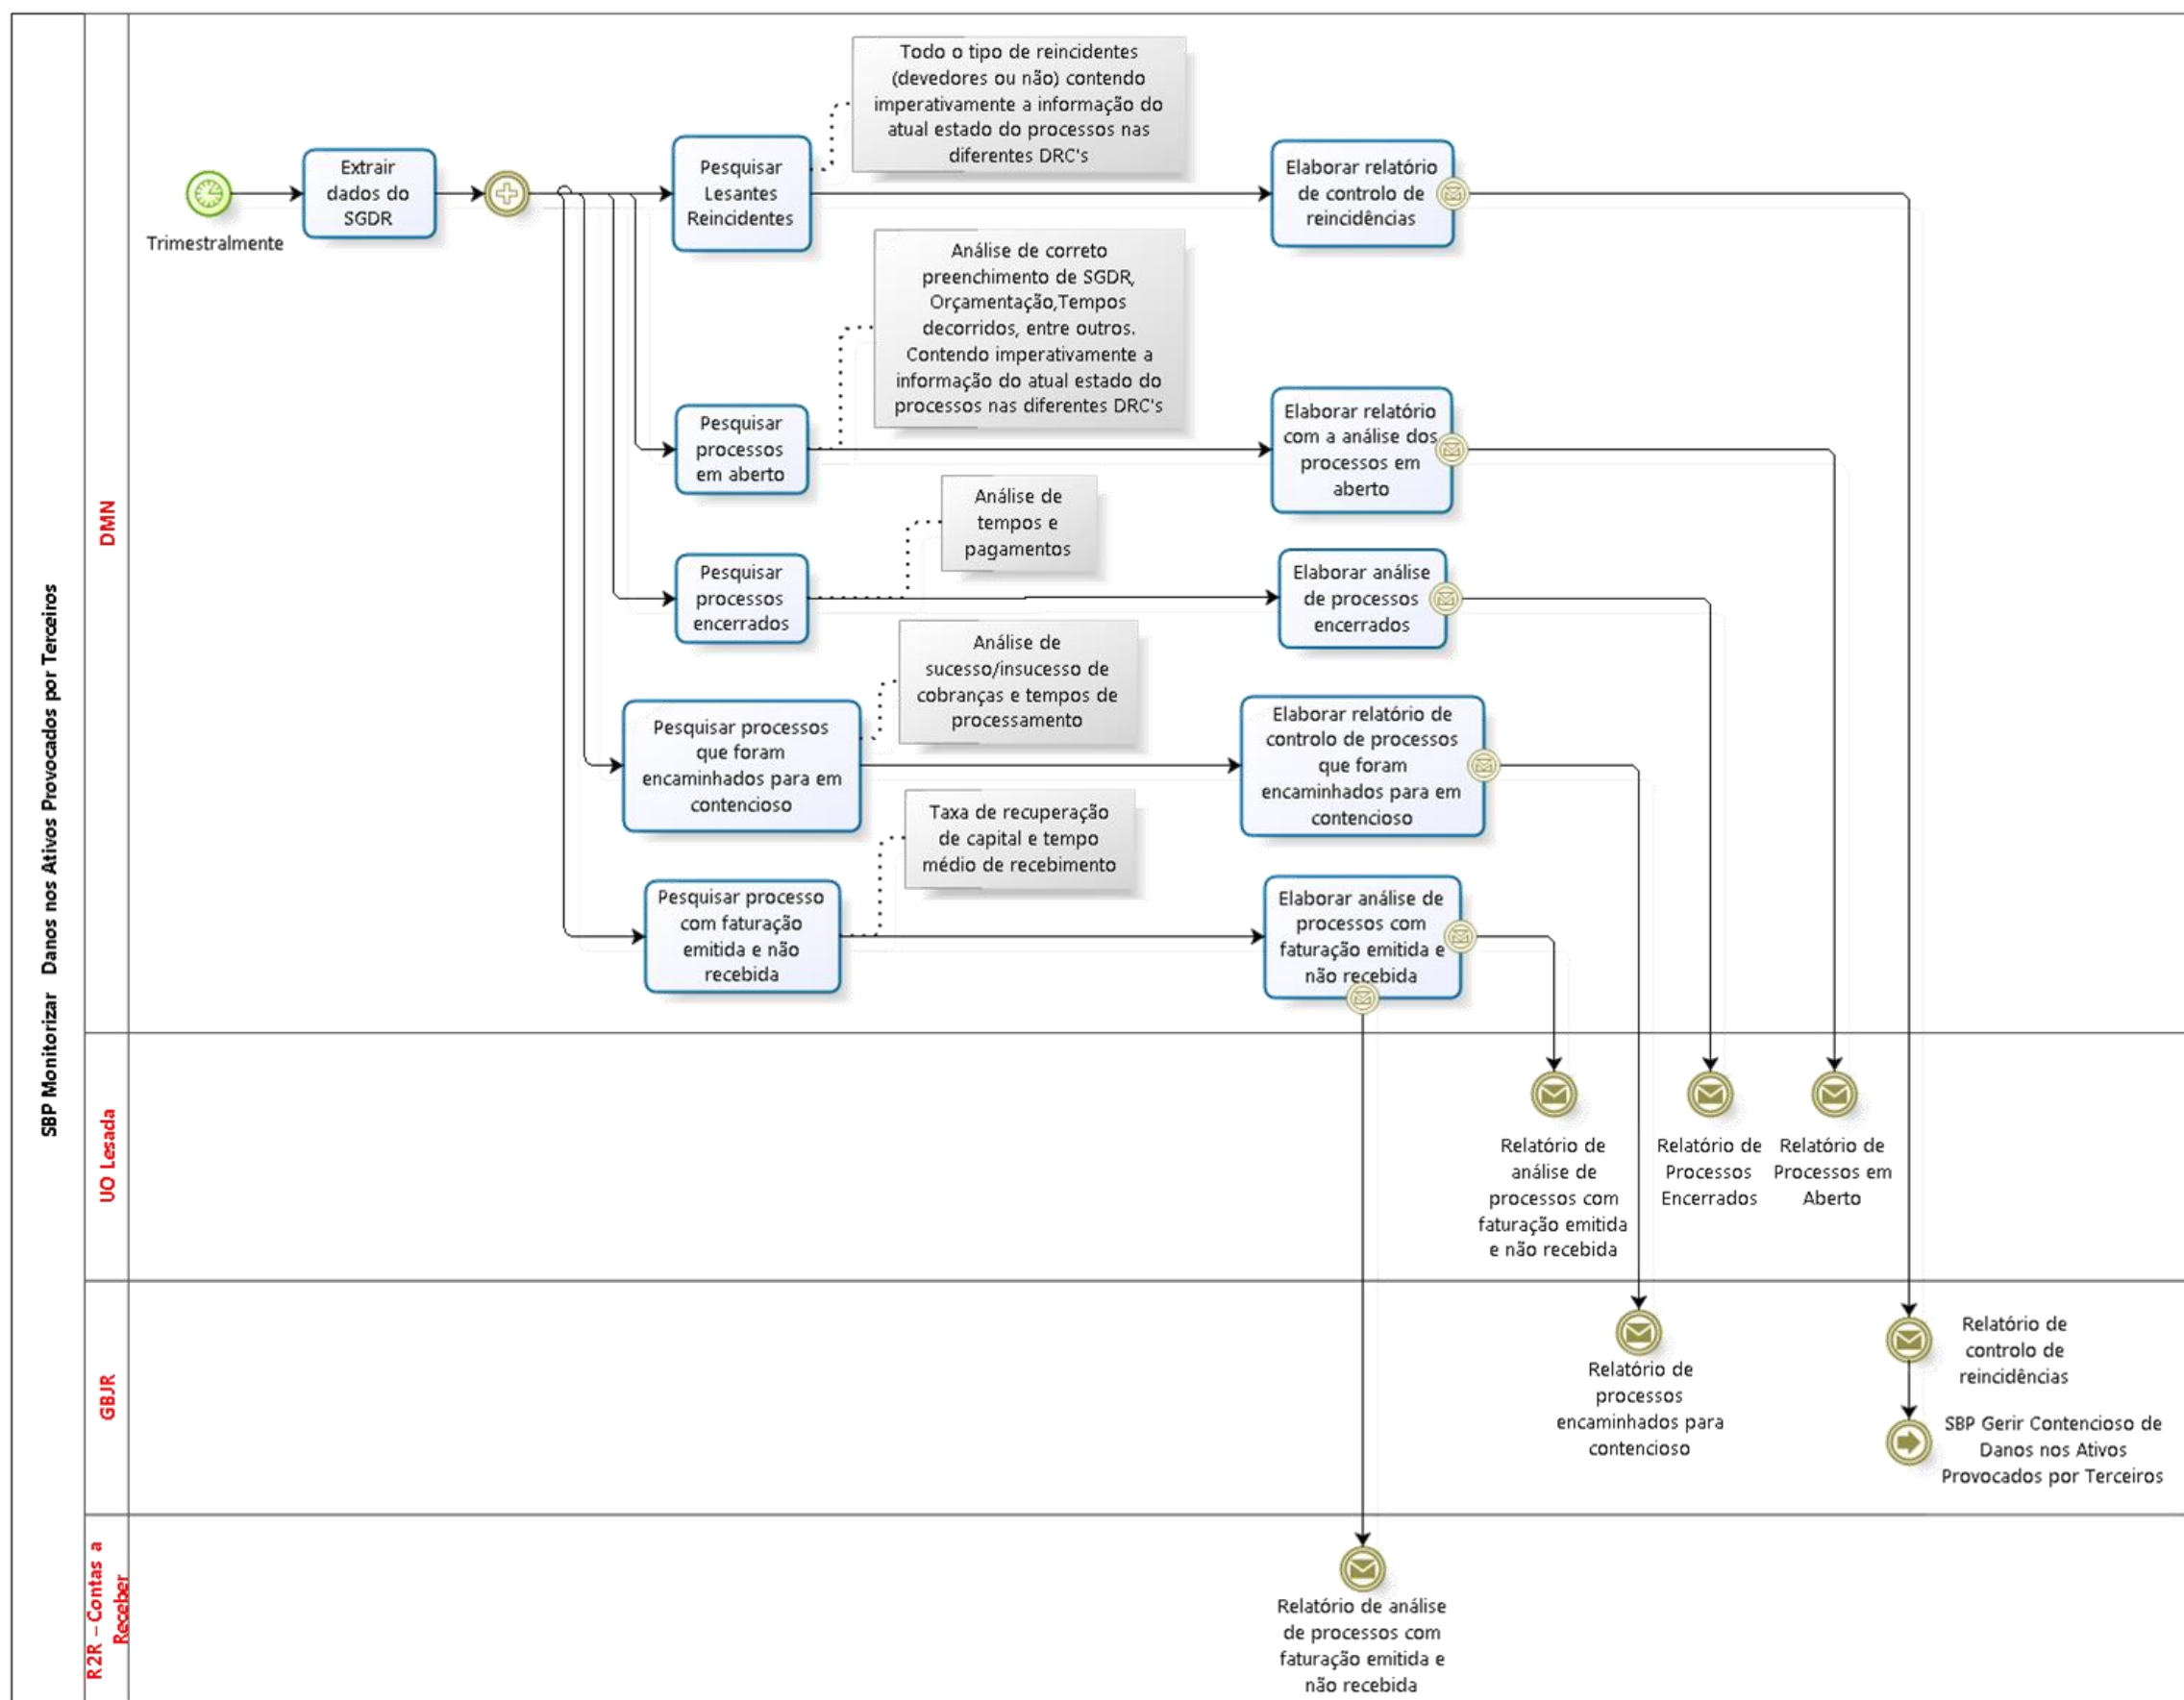 SBP Monitorizar Danos nos Ativos Provocados por Terceiros
DMN
Trimestralmente
Extrair
dados do
SGDR
Pesquisar
Lesantes
Reincidentes
Todo o tipo de reincidentes
(devedores ou não) contendo
imperativamente a informação do
atual estado do processos nas
diferentes DRC's
Elaborar relatório
de controlo de
reincidências
Pesquisar
processos
em aberto
Análise de correto
preenchimento de SGDR,
Orçamentação,Tempos
decorridos, entre outros.
Contendo imperativamente a
informação do atual estado do
processos nas diferentes DRC's
Elaborar relatório
com a análise dos
processos em
aberto
Pesquisar
processos
encerrados
Análise de
tempos e
pagamentos
Elaborar análise
de processos
encerrados
Pesquisar processos
que foram
encaminhados para em
contencioso
Análise de
sucesso/insucesso de
cobranças e tempos de
processamento
Elaborar relatório de
controlo de processos
que foram
encaminhados para em
contencioso
Pesquisar processo
com faturação
emitida e não
recebida
Taxa de recuperação
de capital e tempo
médio de recebimento
Elaborar análise de
processos com
faturação emitida e
não recebida
UO Lesada
Relatório de
análise de
processos com
faturação emitida
e não recebida
Relatório de
Processos
Encerrados
Relatório de
Processos em
Aberto
GBJR
Relatório de
processos
encaminhados para
contencioso
Relatório de
controlo de
reincidências
SBP Gerir Contencioso de
Danos nos Ativos
Provocados por Terceiros
R2R – Contas a
Receber
Relatório de análise
de processos com
faturação emitida e
não recebida